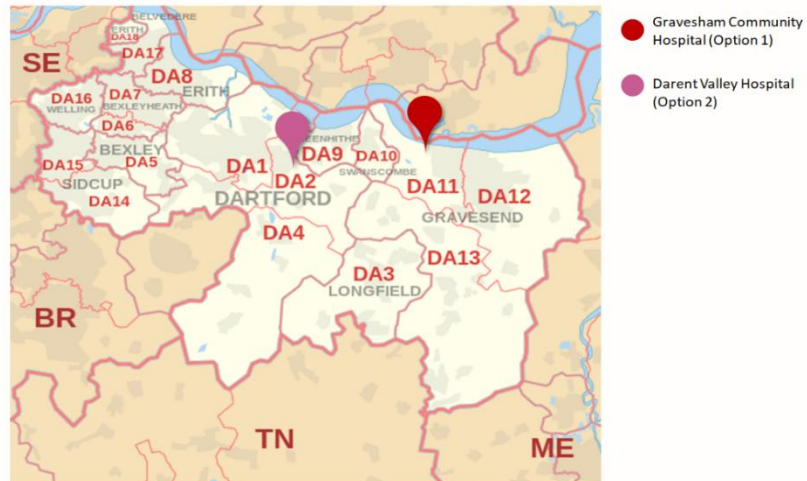 BELVEDERE
ERITH
DA18
SE
DA17
DA8
ERITH
DA16
WELLING
DA7
BEXLEYHEATH
DA6
BEXLEY
DA15
DA5
SIDCUP
DA14
DA1
DA2
DARTFORD
EENHITHE
DA9
DA10
SWANSCOMBE
DA11
DA12
GRAVESEND
DA4
DA3
LONGFIELD
DA13
BR
TN
ME
Gravesham Community
Hospital (Option 1)
Darent Valley Hospital
(Option 2)